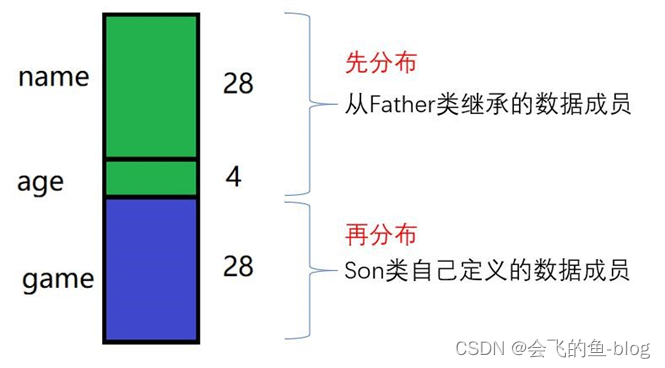 name
28
先分布
从Father类继承的数据成员
age
4
再分布
game
28
Son类自己定义的数据成员
CSDN @会飞的鱼-blog